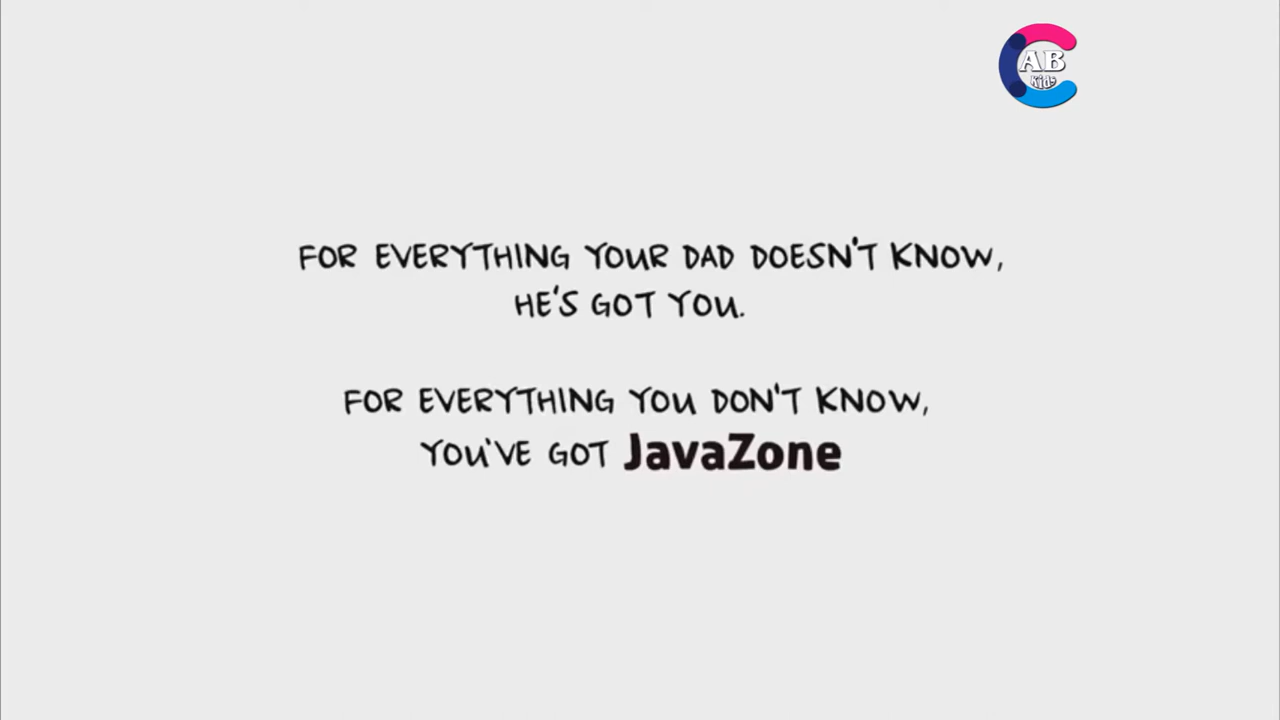 AB
Kids
FOR EVERYTHING YOUR DAD DOESN'T KNOW,
HE'S GOT YOU.
FOR EVERYTHING YOU DON'T KNOW,
YOU'VE GOT JavaZone